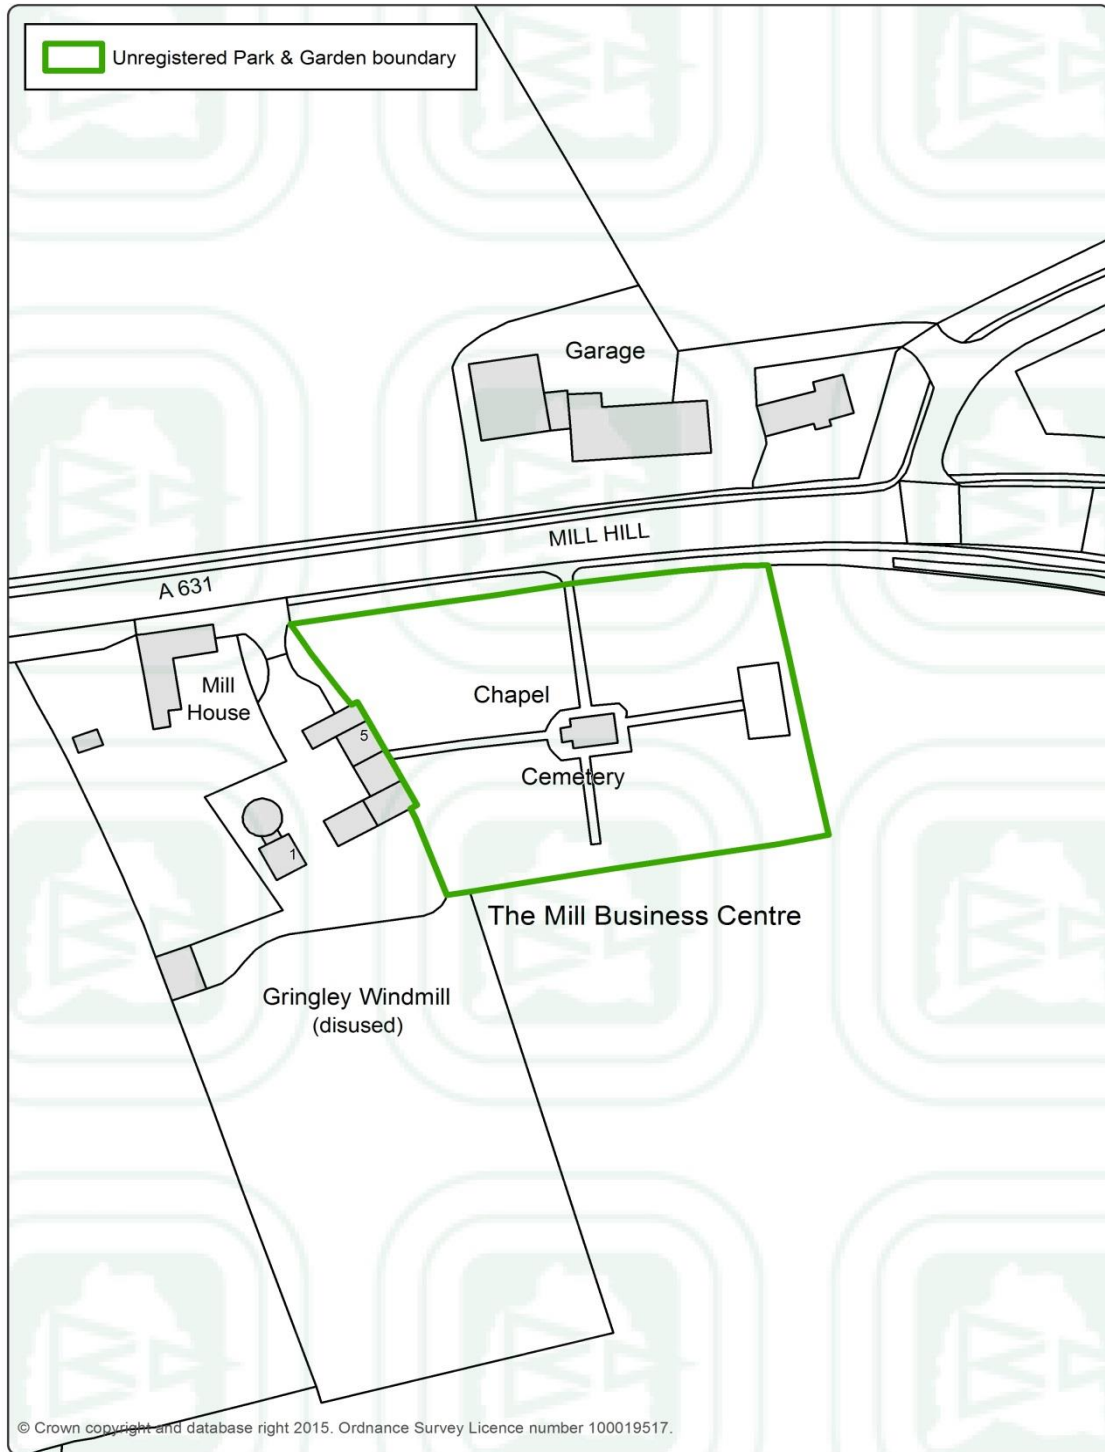 Unregistered Park & Garden boundary
Garage
MILL HILL
A 631
Mill
House
Chapel
5
Cemetery
1
The Mill Business Centre
Gringley Windmill
(disused)
© Crown copyright and database right 2015. Ordnance Survey Licence number 100019517.